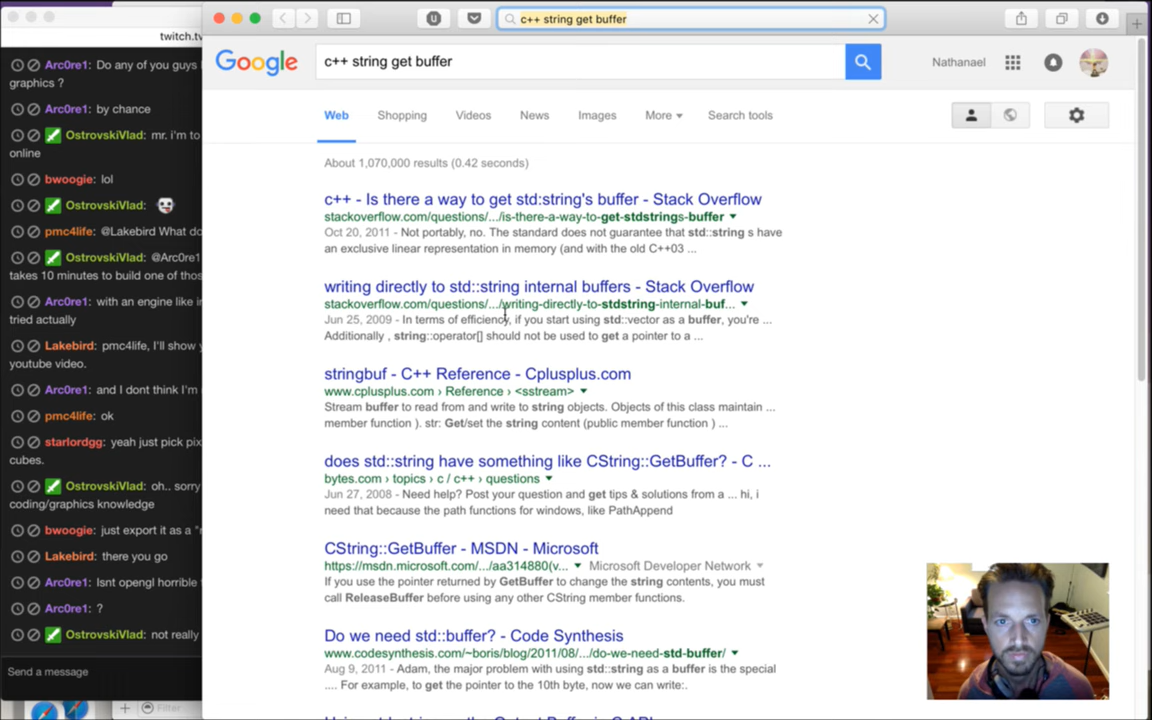 twitch.tv
Arc0re1: Do any of you guys
graphics ?
Arc0re1: by chance
OstrovskiVlad: mr. i'm to
online
bwoogie: lol
OstrovskiVlad:
pmc4life: @Lakebird What do
OstrovskiVlad: @Arc0re1
takes 10 minutes to build one of those
Arc0re1: with an engine like
tried actually
Lakebird: pmc4life, I'll show
youtube video.
Arc0re1: and I dont think I'm
pmc4life: ok
starlordgg: yeah just pick
cubes.
OstrovskiVlad: oh.. sorry
coding/graphics knowledge
bwoogie: just export it as a
Lakebird: there you go
Arc0re1: Isnt opengl horrible
Arc0re1: ?
OstrovskiVlad: not really
Send a message
Filter
c++ string get buffer
Google
c++ string get buffer
Nathanael
Web Shopping Videos News Images More Search tools
About 1,070,000 results (0.42 seconds)
c++ - Is there a way to get std:string's buffer - Stack Overflow
stackoverflow.com/questions/.../is-there-a-way-to-get-stdstrings-buffer
Oct 20, 2011 - Not portably, no. The standard does not guarantee that std::string s have
an exclusive linear representation in memory (and with the old C++03 ...
writing directly to std::string internal buffers - Stack Overflow
stackoverflow.com/questions/.../writing-directly-to-stdstring-internal-buf...
Jun 25, 2009 - In terms of efficiency, if you start using std::vector as a buffer, you're ...
Additionally , string::operator[] should not be used to get a pointer to a ...
stringbuf - C++ Reference - Cplusplus.com
www.cplusplus.com › Reference › <sstream>
Stream buffer to read from and write to string objects. Objects of this class maintain ...
member function ). str: Get/set the string content (public member function ) ...
does std::string have something like CString::GetBuffer? - C ...
bytes.com › topics › c / c++ › questions
Jun 27, 2008 - Need help? Post your question and get tips & solutions from a ... hi, i
need that because the path functions for windows, like PathAppend
CString::GetBuffer - MSDN - Microsoft
https://msdn.microsoft.com/.../aa314880(v... Microsoft Developer Network
If you use the pointer returned by GetBuffer to change the string contents, you must
call ReleaseBuffer before using any other CString member functions.
Do we need std::buffer? - Code Synthesis
www.codesynthesis.com/~boris/blog/2011/08/.../do-we-need-std-buffer/
Aug 9, 2011 - Adam, the major problem with using std::string as a buffer is the special
.... For example, to get the pointer to the 10th byte, now we can write:.